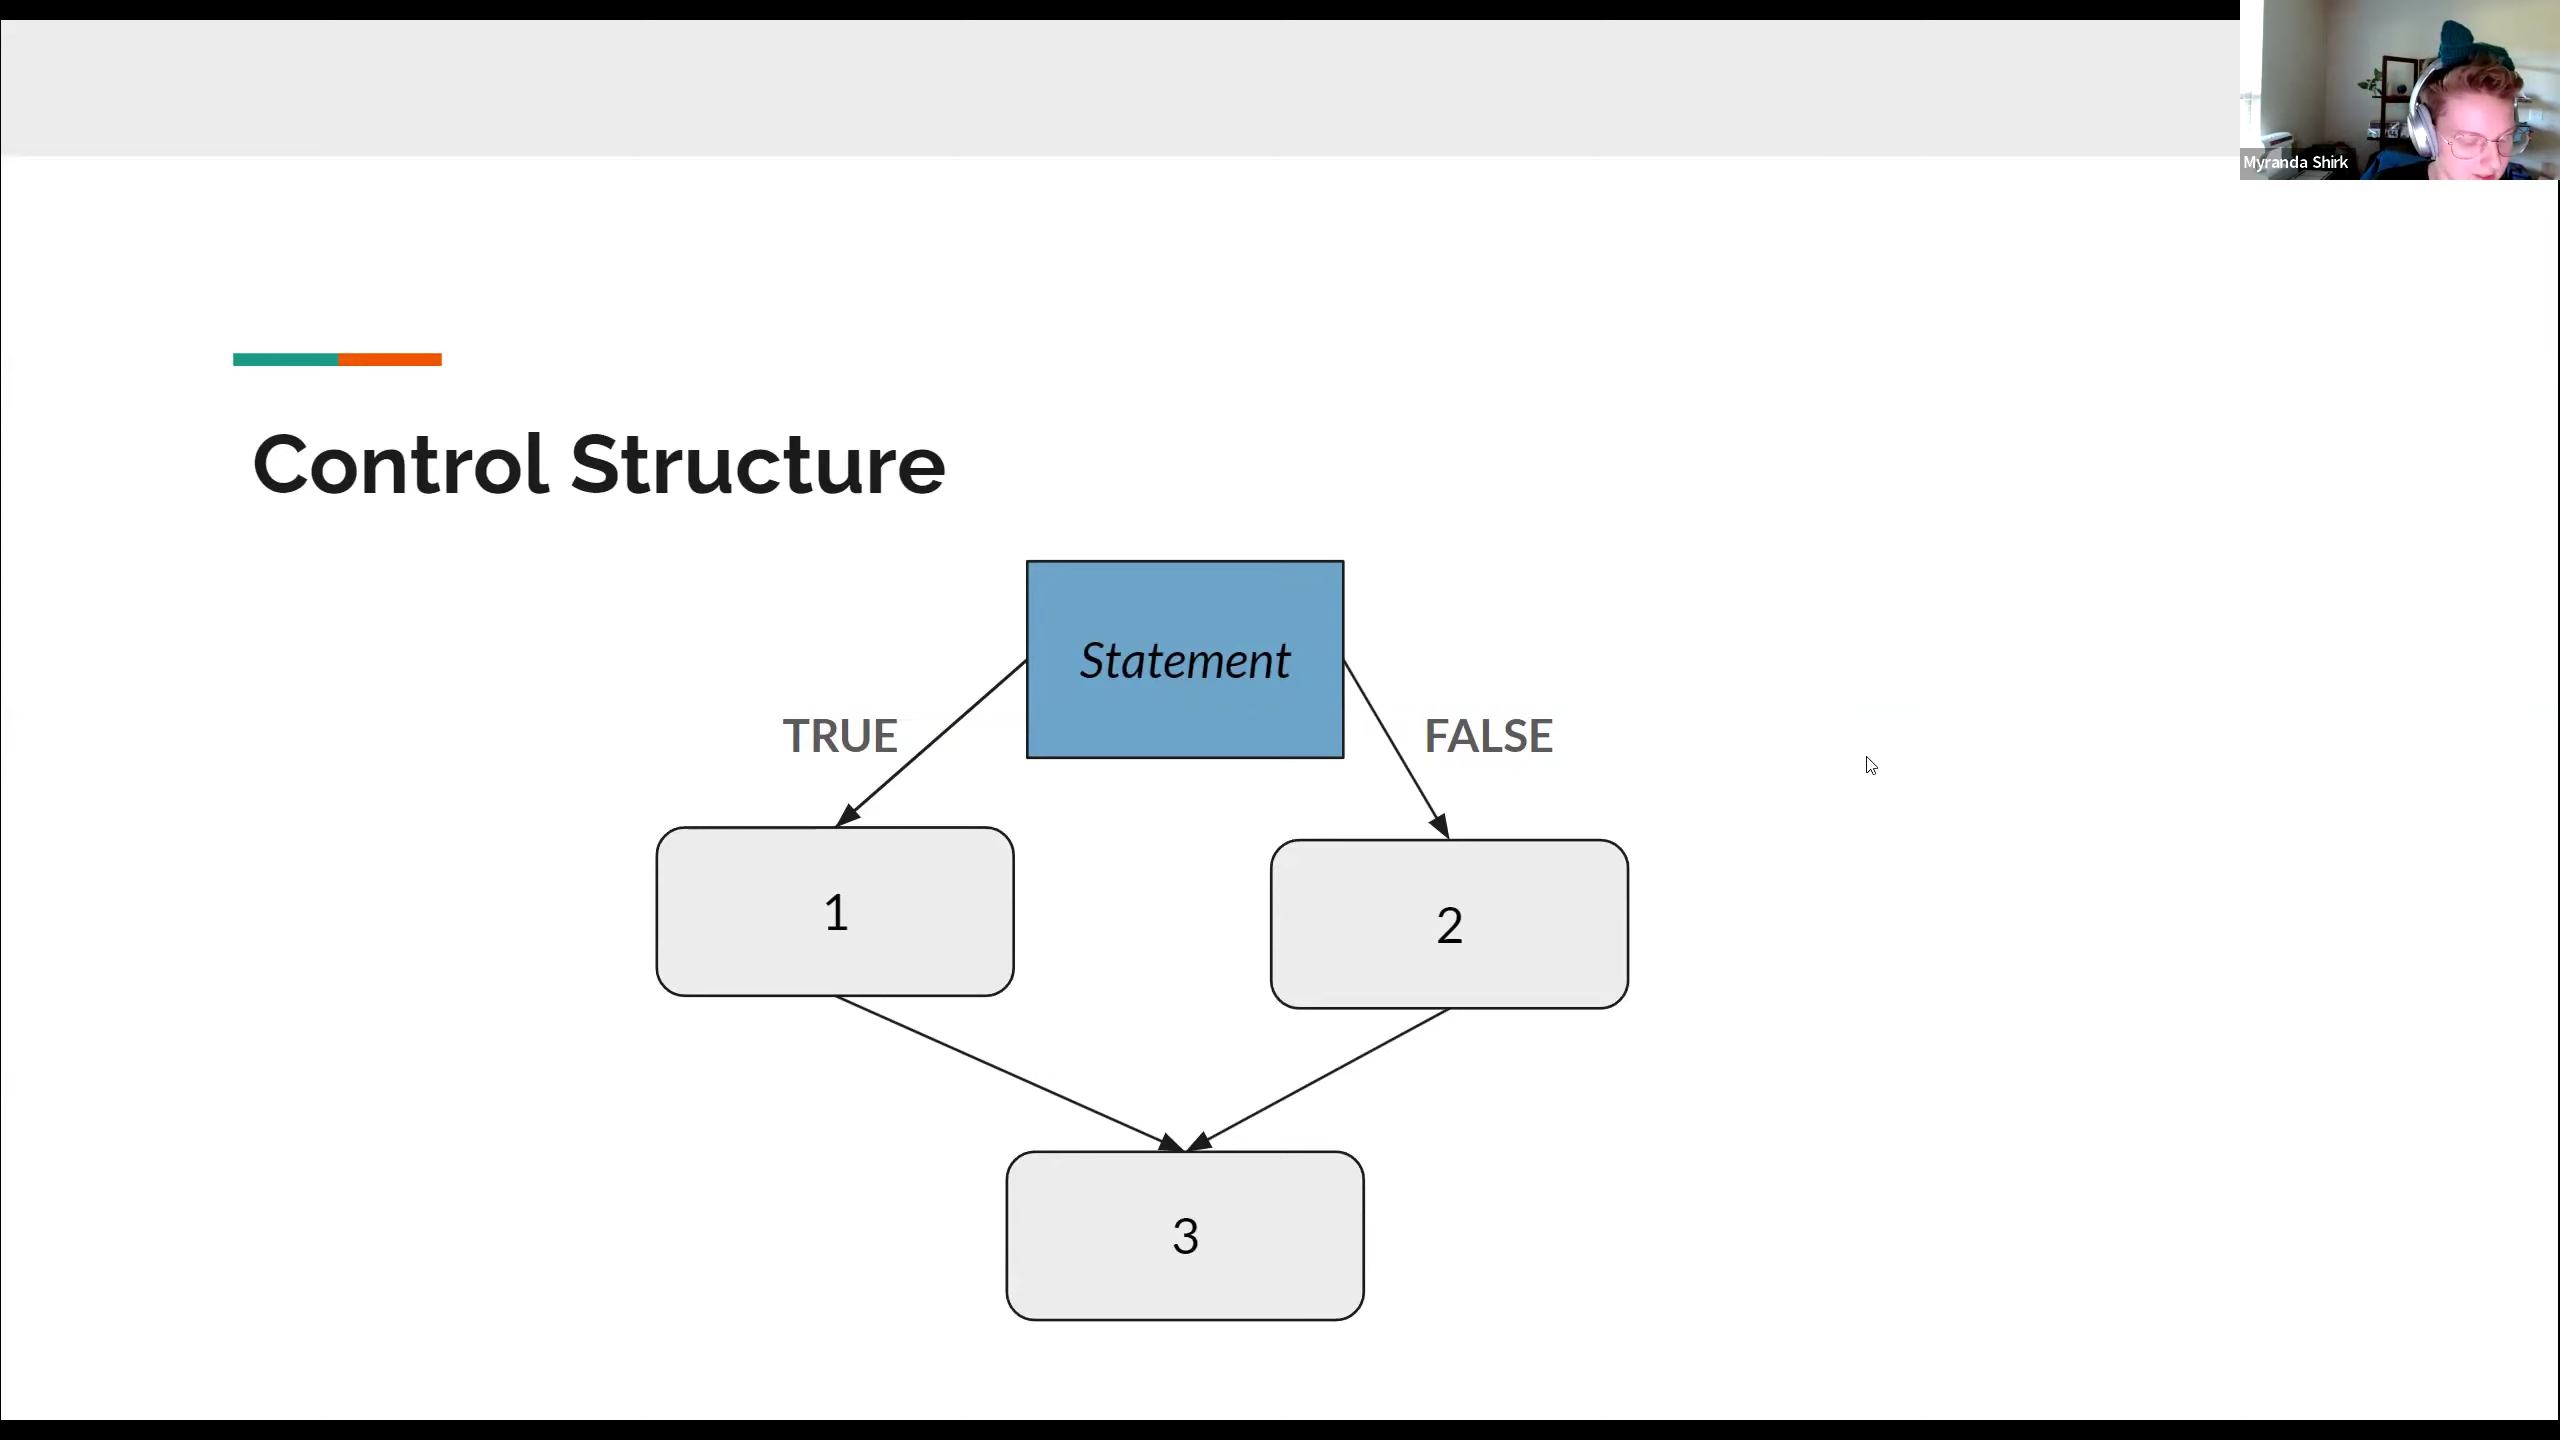 Myranda Shirk
Control Structure
Statement
TRUE
FALSE
1
2
3